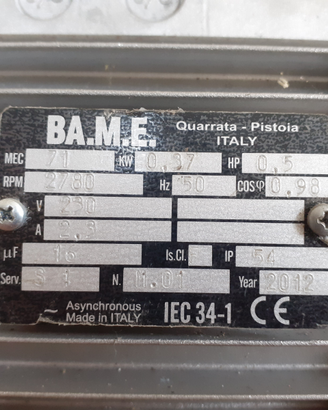 BA.M.E. Quarrata - Pistoia
ITALY
MEC 71 KW 0,37 HP 0,5
RPM 2780 Hz 50 COSφ 0,98
V 230
A 2,3
µF 16 Is.Cl. IP 54
Serv. S1 N. 11.01 Year 2012
~ Asynchronous
Made in ITALY IEC 34-1 CE